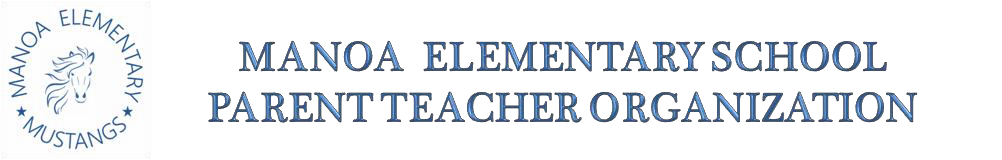 MANOA ELEMENTARY
MUSTANGS
MANOA ELEMENTARY SCHOOL
PARENT TEACHER ORGANIZATION